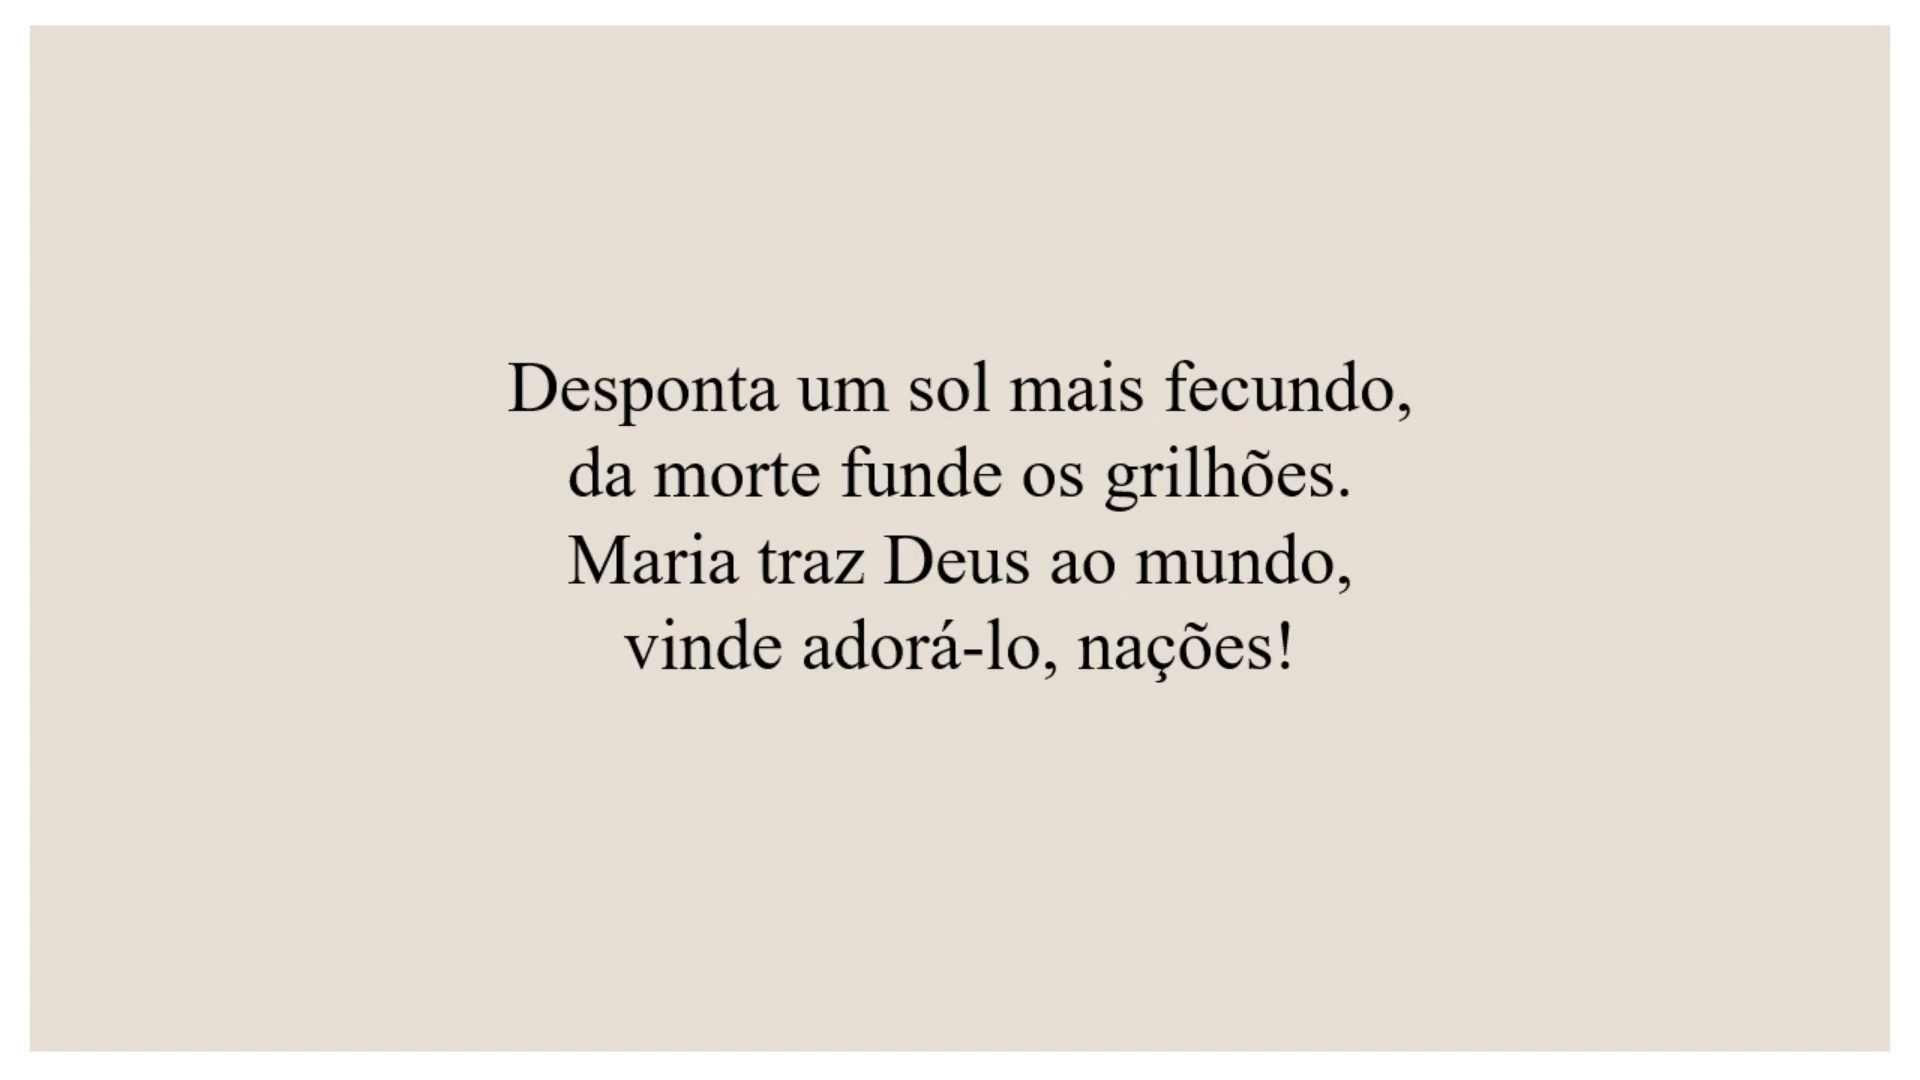 Desponta um sol mais fecundo,
da morte funde os grilhões.
Maria traz Deus ao mundo,
vinde adorá-lo, nações!